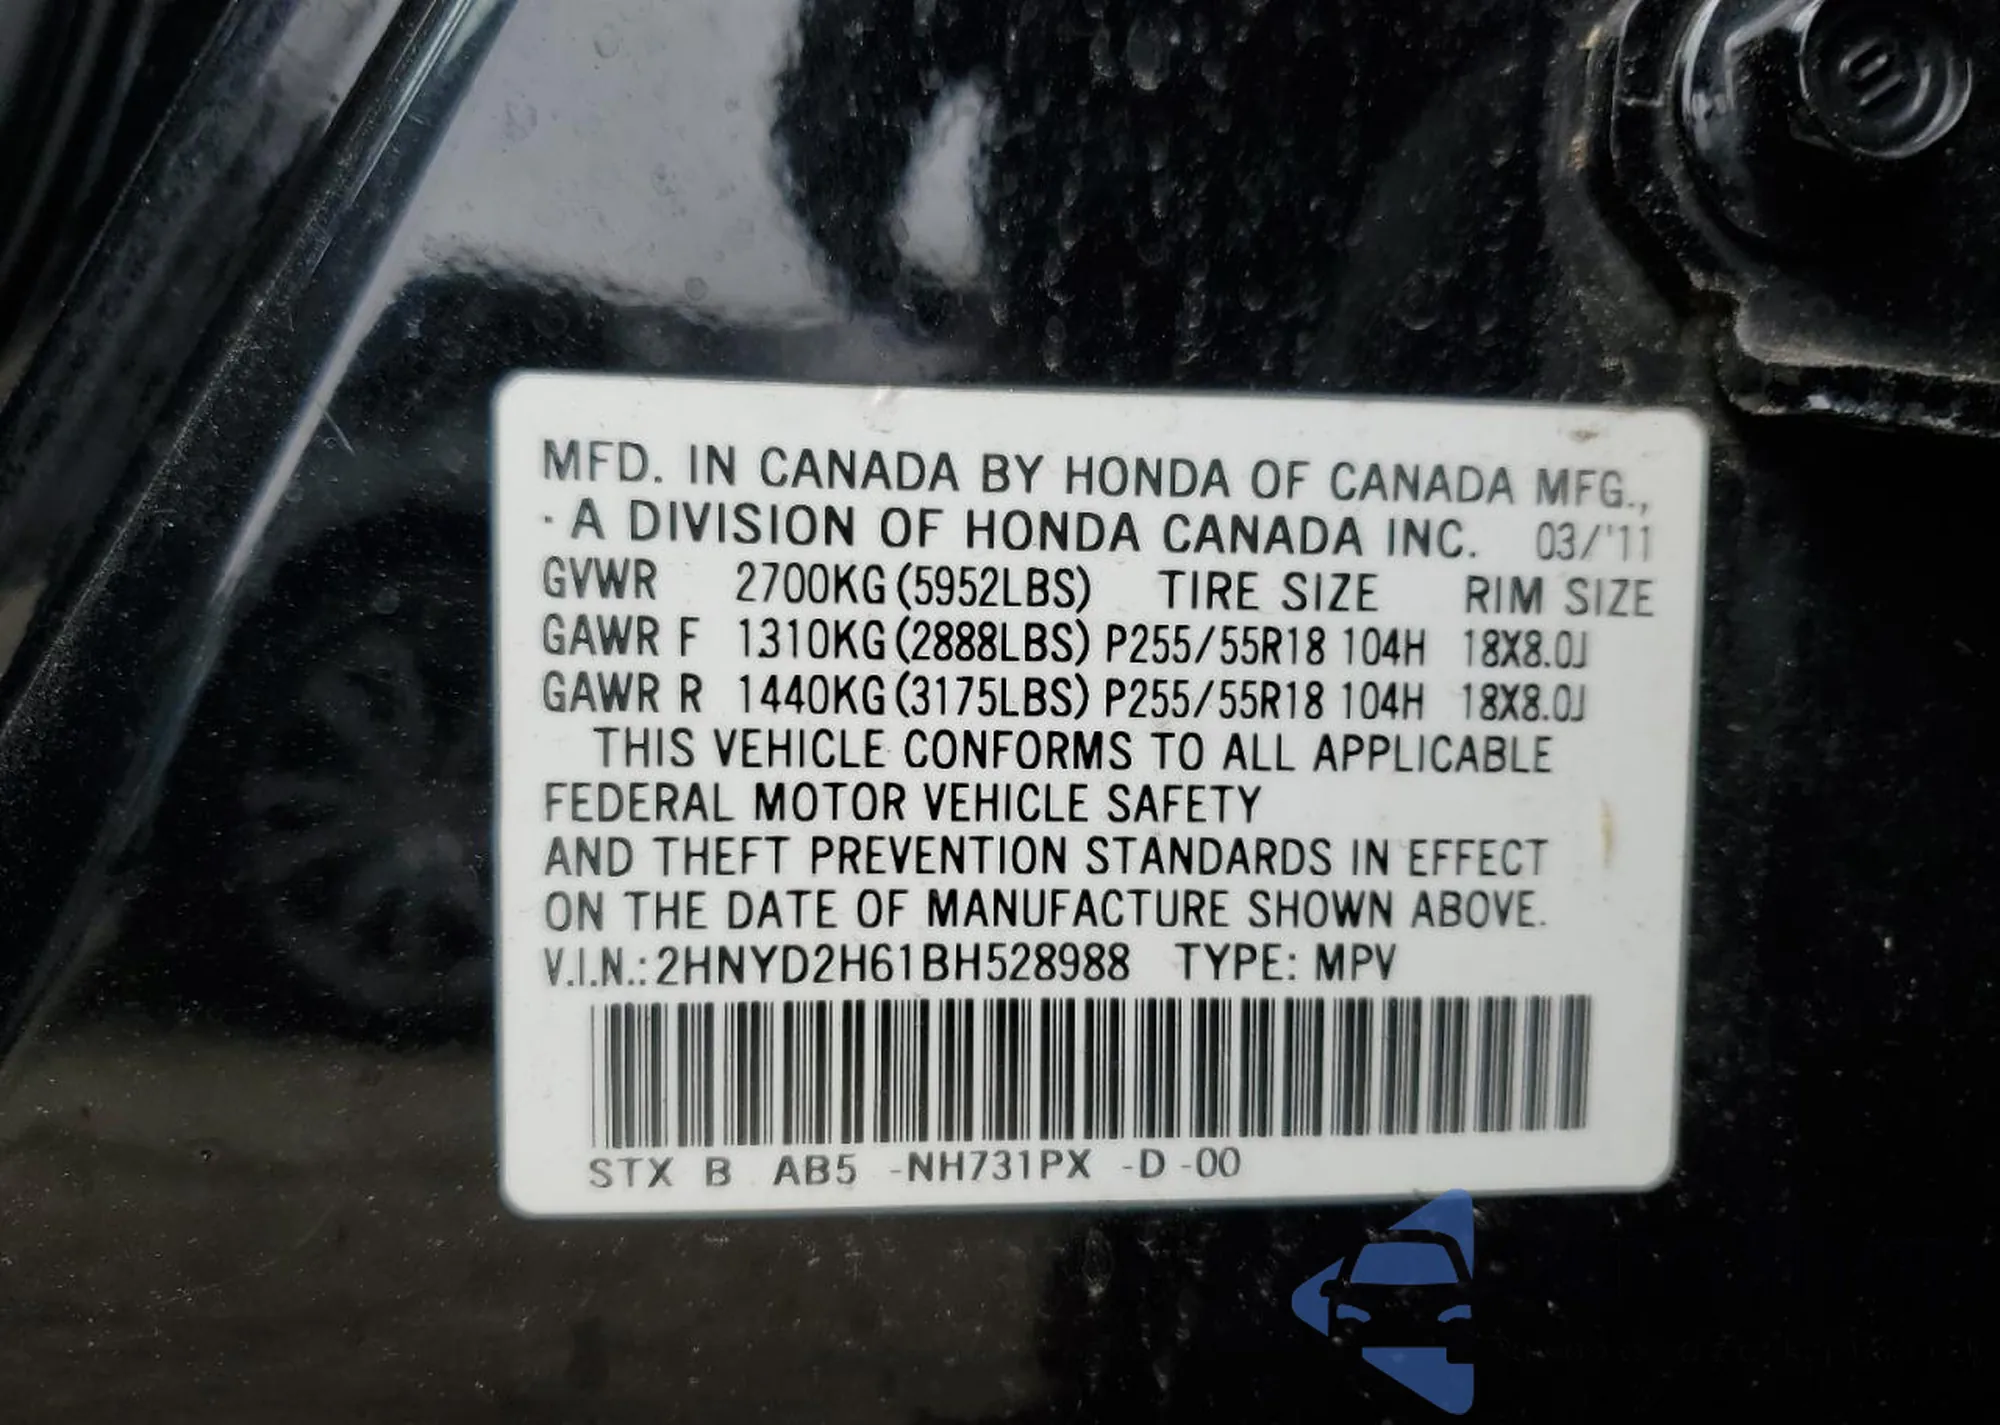 MFD. IN CANADA BY HONDA OF CANADA MFG.,
· A DIVISION OF HONDA CANADA INC. 03/'11
GVWR 2700KG (5952LBS) TIRE SIZE RIM SIZE
GAWR F 1310KG (2888LBS) P255/55R18 104H 18X8.0J
GAWR R 1440KG (3175LBS) P255/55R18 104H 18X8.0J
THIS VEHICLE CONFORMS TO ALL APPLICABLE
FEDERAL MOTOR VEHICLE SAFETY
AND THEFT PREVENTION STANDARDS IN EFFECT
ON THE DATE OF MANUFACTURE SHOWN ABOVE.
V.I.N.: 2HNYD2H61BH528988 TYPE: MPV
STX B AB5 -NH731PX -D -00